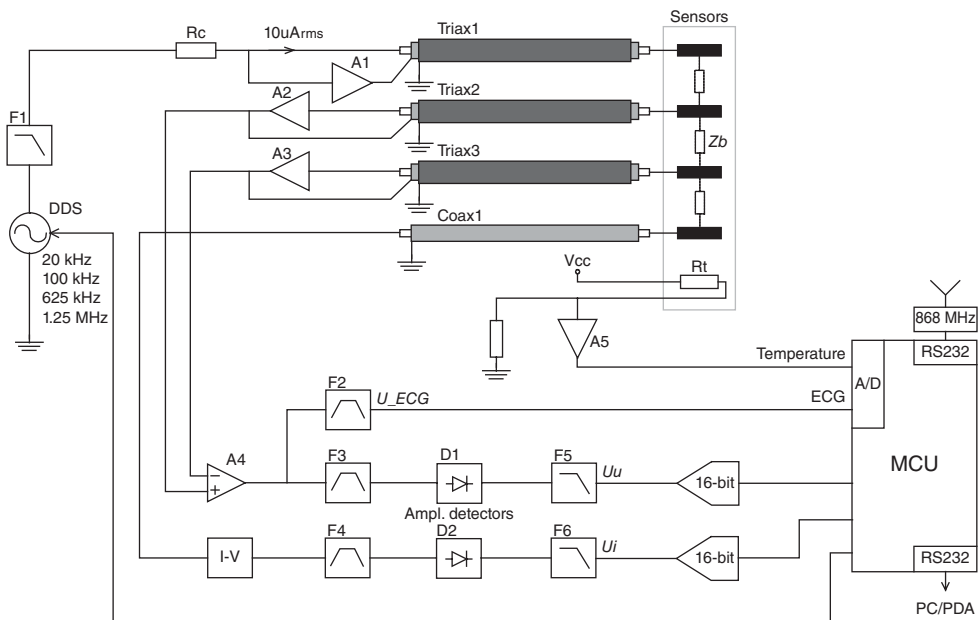 Sensors
Rc
10uArms
Triax1
A1
A2
Triax2
F1
Zb
A3
Triax3
DDS
Coax1
20 kHz
100 kHz
625 kHz
1.25 MHz
Vcc
Rt
868 MHz
A5
RS232
Temperature
A/D
F2
U_ECG
ECG
MCU
A4
F3
D1
F5
Uu
16-bit
−
+
Ampl. detectors
F4
D2
F6
Ui
I-V
16-bit
RS232
PC/PDA